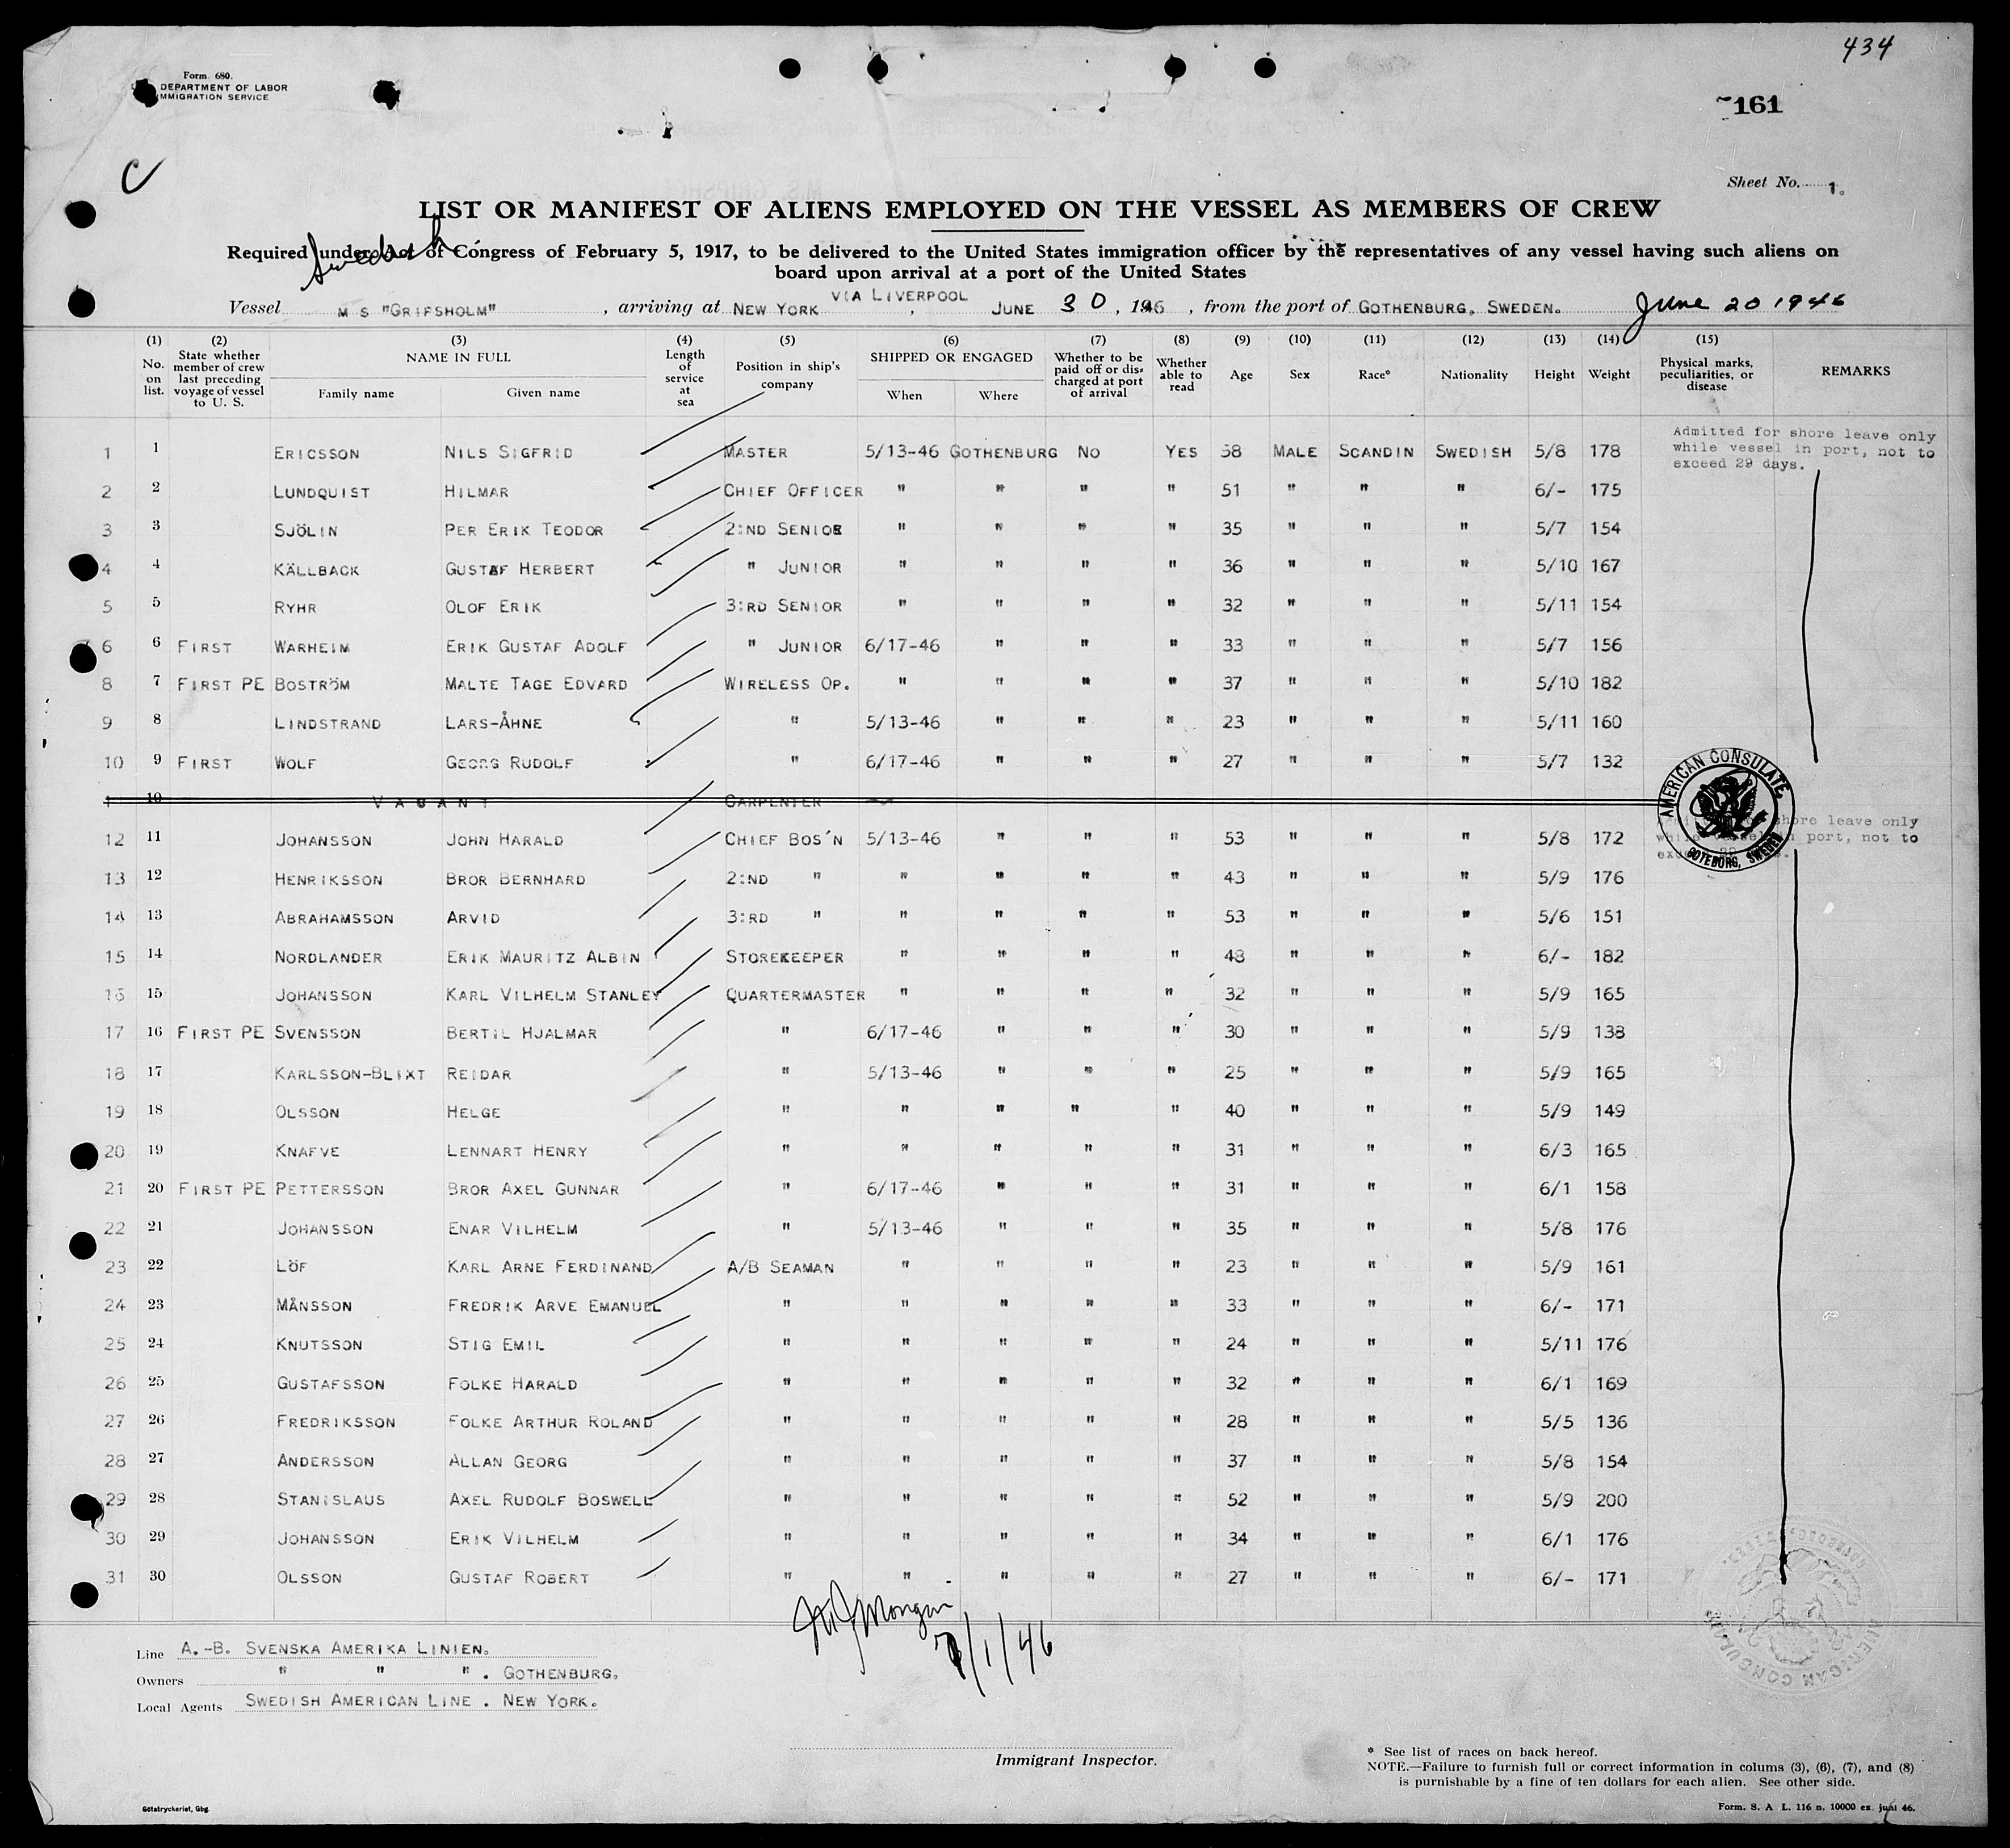 434
Form 680.
DEPARTMENT OF LABOR
IMMIGRATION SERVICE
161
C
Sheet No. 1.
LIST OR MANIFEST OF ALIENS EMPLOYED ON THE VESSEL AS MEMBERS OF CREW
Swedish
Required under Act of Congress of February 5, 1917, to be delivered to the United States immigration officer by the representatives of any vessel having such aliens on
board upon arrival at a port of the United States
Vessel M S "GRIPSHOLM", arriving at NEW YORK VIA LIVERPOOL, JUNE 30, 1946, from the port of GOTHENBURG, SWEDEN. June 20 1946
(1) No. on list. (2) State whether member of crew last preceding voyage of vessel to U. S. (3) NAME IN FULL Family name Given name (4) Length of service at sea (5) Position in ship's company (6) SHIPPED OR ENGAGED When Where (7) Whether to be paid off or discharged at port of arrival (8) Whether able to read (9) Age (10) Sex (11) Race* (12) Nationality (13) Height (14) Weight (15) Physical marks, peculiarities, or disease REMARKS
Admitted for shore leave only
while vessel in port, not to
exceed 29 days.
1 1 ERICSSON NILS SIGFRID MASTER 5/13-46 GOTHENBURG NO YES 58 MALE SCANDIN SWEDISH 5/8 178
2 2 LUNDQUIST HILMAR CHIEF OFFICER " " " " 51 " " " 6/- 175
3 3 SJÖLIN PER ERIK TEODOR 2:ND SENIOR " " " " 35 " " " 5/7 154
4 4 KÄLLBACK GUSTAF HERBERT " JUNIOR " " " " 36 " " " 5/10 167
5 5 RYHR OLOF ERIK 3:RD SENIOR " " " " 32 " " " 5/11 154
6 6 FIRST WARHEIM ERIK GUSTAF ADOLF " JUNIOR 6/17-46 " " " 33 " " " 5/7 156
8 7 FIRST PE BOSTRÖM MALTE TAGE EDVARD WIRELESS OP. " " " " 37 " " " 5/10 182
9 8 LINDSTRAND LARS-ÅHNE " 5/13-46 " " " 23 " " " 5/11 160
10 9 FIRST WOLF GEORG RUDOLF " 6/17-46 " " " 27 " " " 5/7 132
11 10 VACANT CARPENTER
AMERICAN CONSULATE, GOTEBORG, SWEDEN
12 11 JOHANSSON JOHN HARALD CHIEF BOS'N 5/13-46 " " " 53 " " " 5/8 172
Admitted for shore leave only
while vessel in port, not to
exceed 29 days.
13 12 HENRIKSSON BROR BERNHARD 2:ND " " " " " 43 " " " 5/9 176
14 13 ABRAHAMSSON ARVID 3:RD " " " " " 53 " " " 5/6 151
15 14 NORDLANDER ERIK MAURITZ ALBIN STOREKEEPER " " " " 48 " " " 6/- 182
16 15 JOHANSSON KARL VILHELM STANLEY QUARTERMASTER " " " " 32 " " " 5/9 165
17 16 FIRST PE SVENSSON BERTIL HJALMAR " 6/17-46 " " " 30 " " " 5/9 138
18 17 KARLSSON-BLIXT REIDAR " 5/13-46 " " " 25 " " " 5/9 165
19 18 OLSSON HELGE " " " " " 40 " " " 5/9 149
20 19 KNAFVE LENNART HENRY " " " " " 31 " " " 6/3 165
21 20 FIRST PE PETTERSSON BROR AXEL GUNNAR " 6/17-46 " " " 31 " " " 6/1 158
22 21 JOHANSSON ENAR VILHELM " 5/13-46 " " " 35 " " " 5/8 176
23 22 LÖF KARL ARNE FERDINAND A/B SEAMAN " " " " 23 " " " 5/9 161
24 23 MÅNSSON FREDRIK ARVE EMANUEL " " " " " 33 " " " 6/- 171
25 24 KNUTSSON STIG EMIL " " " " " 24 " " " 5/11 176
26 25 GUSTAFSSON FOLKE HARALD " " " " " 32 " " " 6/1 169
27 26 FREDRIKSSON FOLKE ARTHUR ROLAND " " " " " 28 " " " 5/5 136
28 27 ANDERSSON ALLAN GEORG " " " " " 37 " " " 5/8 154
29 28 STANISLAUS AXEL RUDOLF BOSWELL " " " " " 52 " " " 5/9 200
30 29 JOHANSSON ERIK VILHELM " " " " " 34 " " " 6/1 176
31 30 OLSSON GUSTAF ROBERT " " " " " 27 " " " 6/- 171
7/1/46
Line A.-B. SVENSKA AMERIKA LINIEN.
Owners " " ". GOTHENBURG.
Local Agents SWEDISH AMERICAN LINE. NEW YORK.
Immigrant Inspector.
* See list of races on back hereof.
NOTE.—Failure to furnish full or correct information in colums (3), (6), (7), and (8)
is punishable by a fine of ten dollars for each alien. See other side.
Götatryckeriet, Gbg.
Form. S. A L. 116 n. 10000 ex. juni 46.